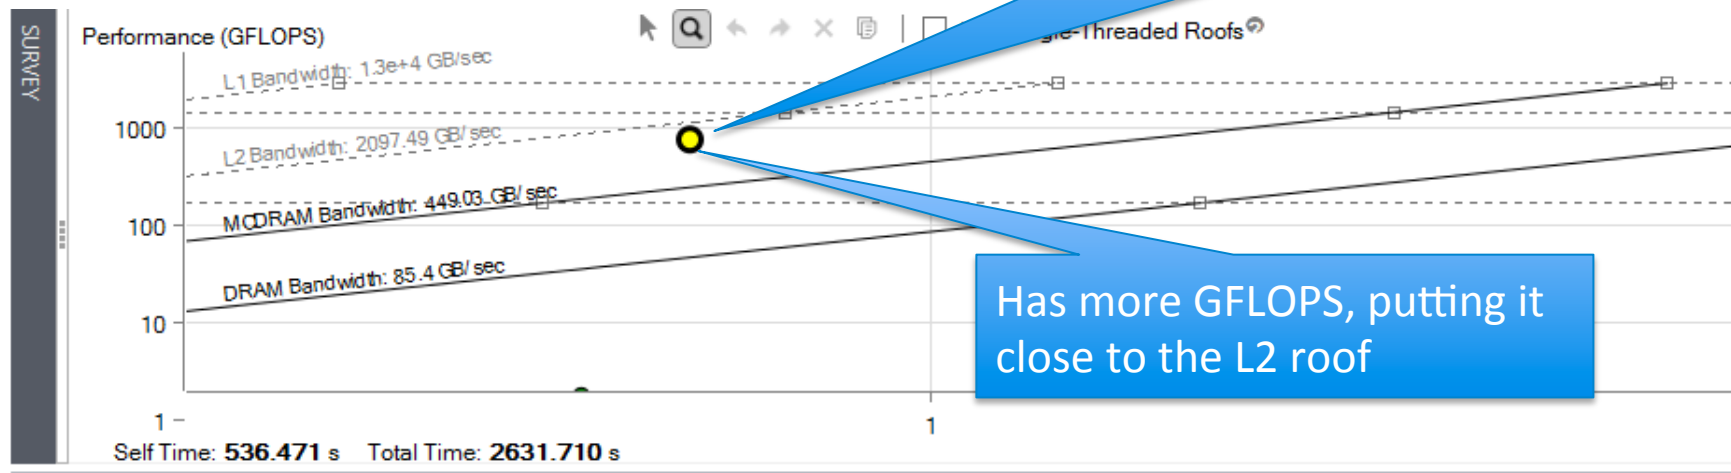 SURVEY
Performance (GFLOPS)
gle-Threaded Roofs
L1 Bandwidth: 1.3e+4 GB/sec
1000
L2 Bandwidth: 2097.49 GB/sec
MCDRAM Bandwidth: 449.03 GB/sec
100
DRAM Bandwidth: 85.4 GB/sec
Has more GFLOPS, putting it
close to the L2 roof
10
1
1
Self Time: 536.471 s Total Time: 2631.710 s